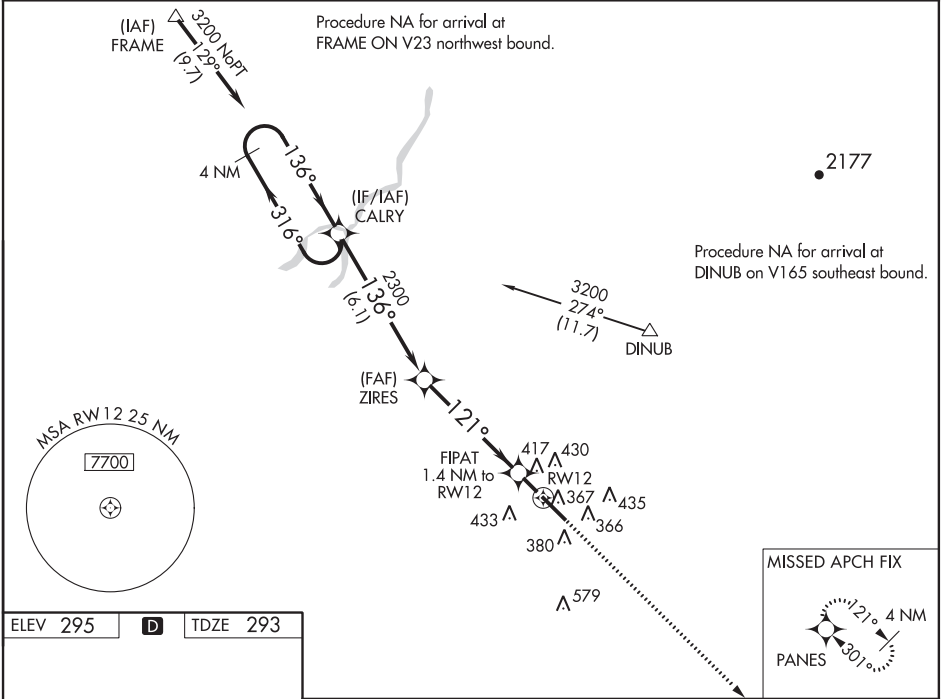 (IAF)
FRAME
3200 NoPT
129°
(9.7)
Procedure NA for arrival at
FRAME ON V23 northwest bound.
4 NM
136°
316°
(IF/IAF)
CALRY
2177
Procedure NA for arrival at
DINUB on V165 southeast bound.
2300
136°
(6.1)
3200
274°
(11.7)
DINUB
(FAF)
ZIRES
121°
MSA RW12 25 NM
7700
FIPAT
1.4 NM to
RW12
417
430
RW12
367
435
433
366
380
579
MISSED APCH FIX
121°
4 NM
301°
PANES
ELEV 295
D
TDZE 293